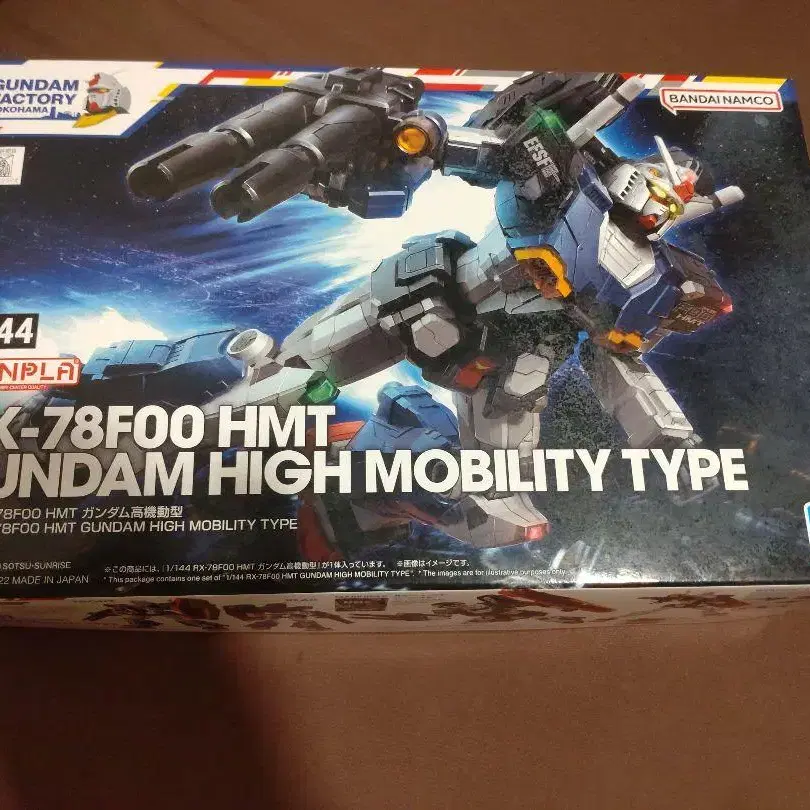 GUNDAM
FACTORY
YOKOHAMA
BANDAI NAMCO
EFSF
44
NPLA
X-78F00 HMT
UNDAM HIGH MOBILITY TYPE
78F00 HMT ガンダム高機動型
78F00 HMT GUNDAM HIGH MOBILITY TYPE
SOTSU・SUNRISE
※この商品には、「1/144 RX-78F00 HMT ガンダム高機動型」が1体入っています。 ※画像はイメージです。
22 MADE IN JAPAN
* This package contains one set of "1/144 RX-78F00 HMT GUNDAM HIGH MOBILITY TYPE". * The images are for illustrative purposes only.